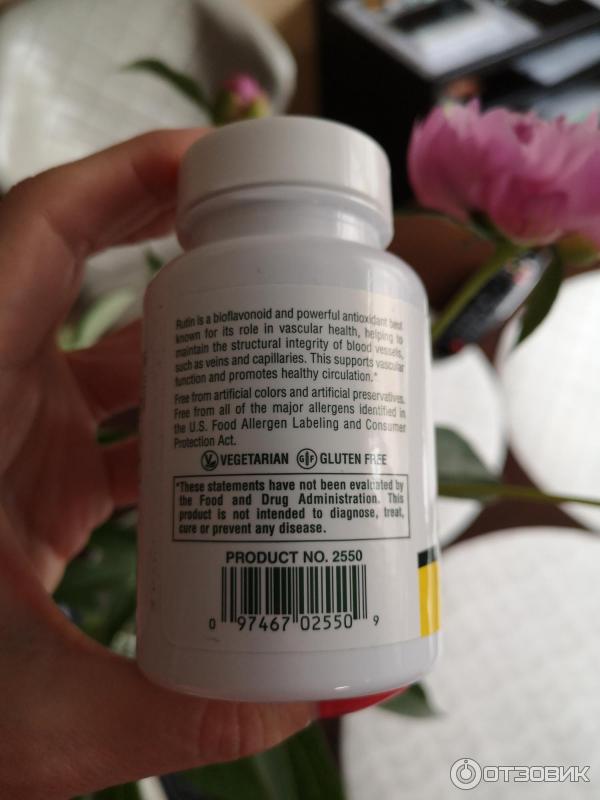 Rutin is a bioflavonoid and powerful antioxidant best
known for its role in vascular health, helping to
maintain the structural integrity of blood vessels,
such as veins and capillaries. This supports vascular
function and promotes healthy circulation.*
Free from artificial colors and artificial preservatives.
Free from all of the major allergens identified in
the U.S. Food Allergen Labeling and Consumer
Protection Act.
V VEGETARIAN GF GLUTEN FREE
*These statements have not been evaluated by
the Food and Drug Administration. This
product is not intended to diagnose, treat,
cure or prevent any disease.
PRODUCT NO. 2550
0 97467 02550 9
ОТЗОВИК